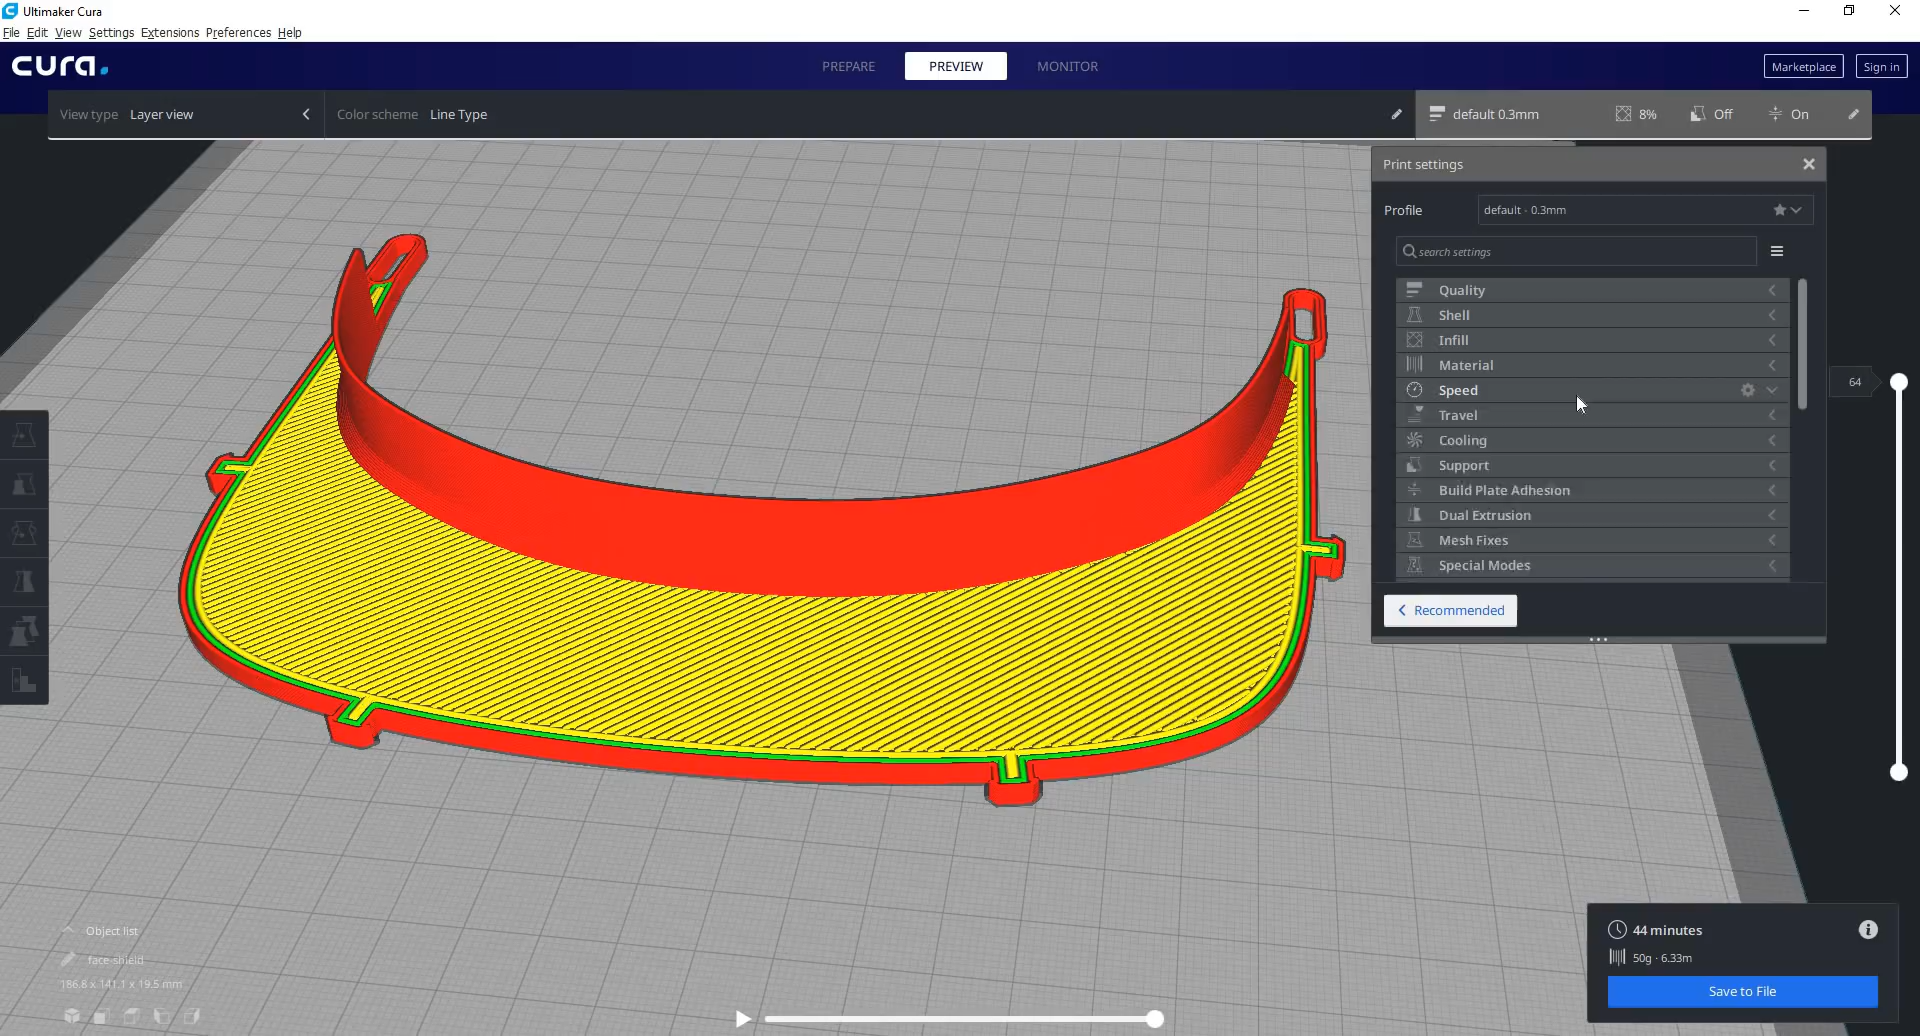 Ultimaker Cura
File Edit View Settings Extensions Preferences Help
cura. PREPARE PREVIEW MONITOR Marketplace Sign in
View type Layer view Color scheme Line Type default 0.3mm 8% Off On
Print settings
Profile default - 0.3mm
search settings
Quality
Shell
Infill
Material
64
Speed
Travel
Cooling
Support
Build Plate Adhesion
Dual Extrusion
Mesh Fixes
Special Modes
Recommended
Object list
face-shield
186.8 x 141.1 x 19.5 mm
44 minutes
50g · 6.33m
Save to File